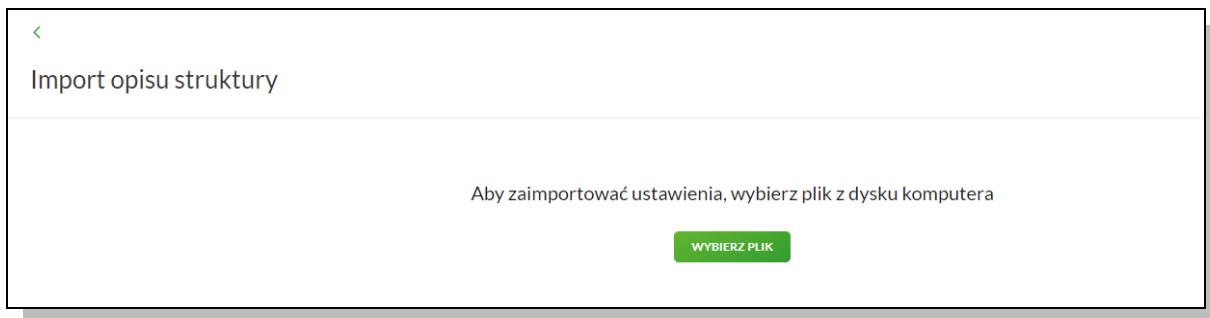 Import opisu struktury
Aby zaimportować ustawienia, wybierz plik z dysku komputera
WYBIERZ PLIK